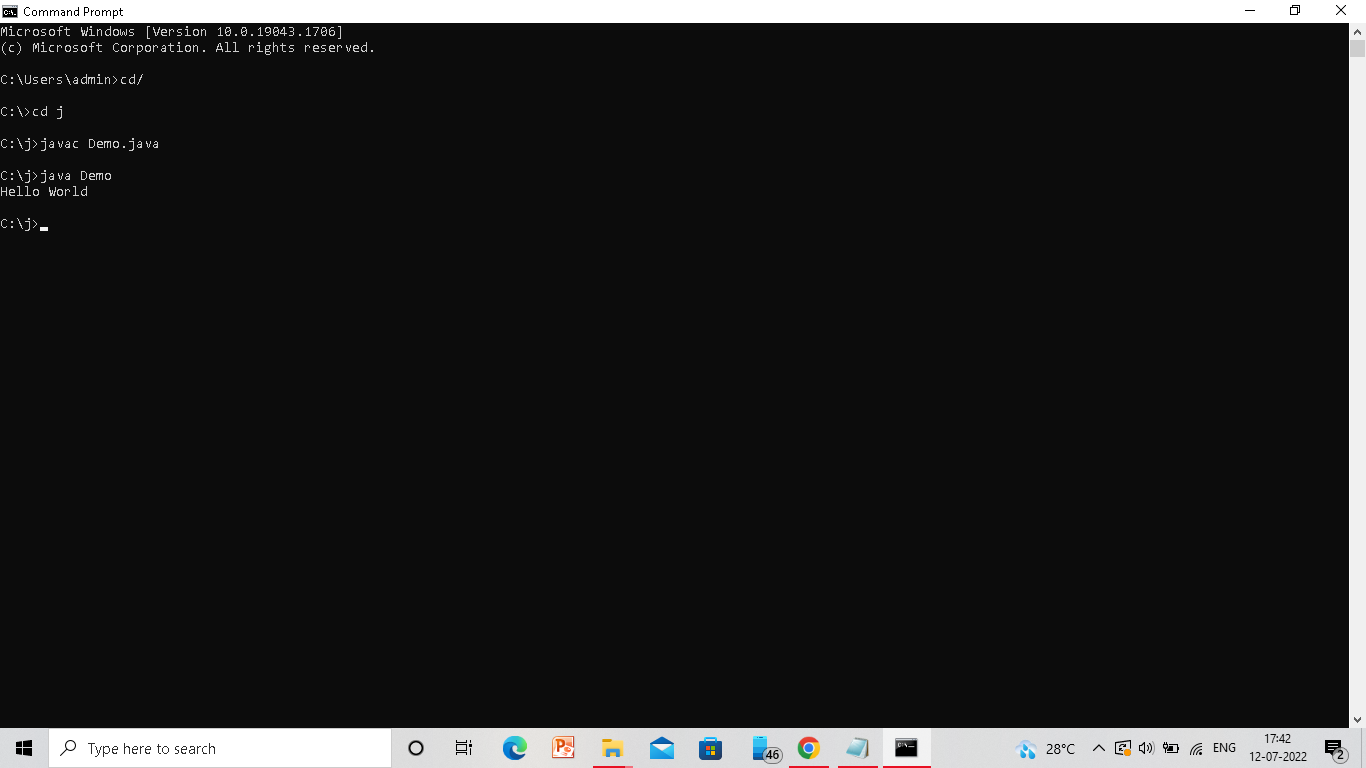 Command Prompt
Microsoft Windows [Version 10.0.19043.1706]
(c) Microsoft Corporation. All rights reserved.
C:\Users\admin>cd/
C:\>cd j
C:\j>javac Demo.java
C:\j>java Demo
Hello World
C:\j>
Type here to search
46
28°C
ENG
17:42
12-07-2022
2